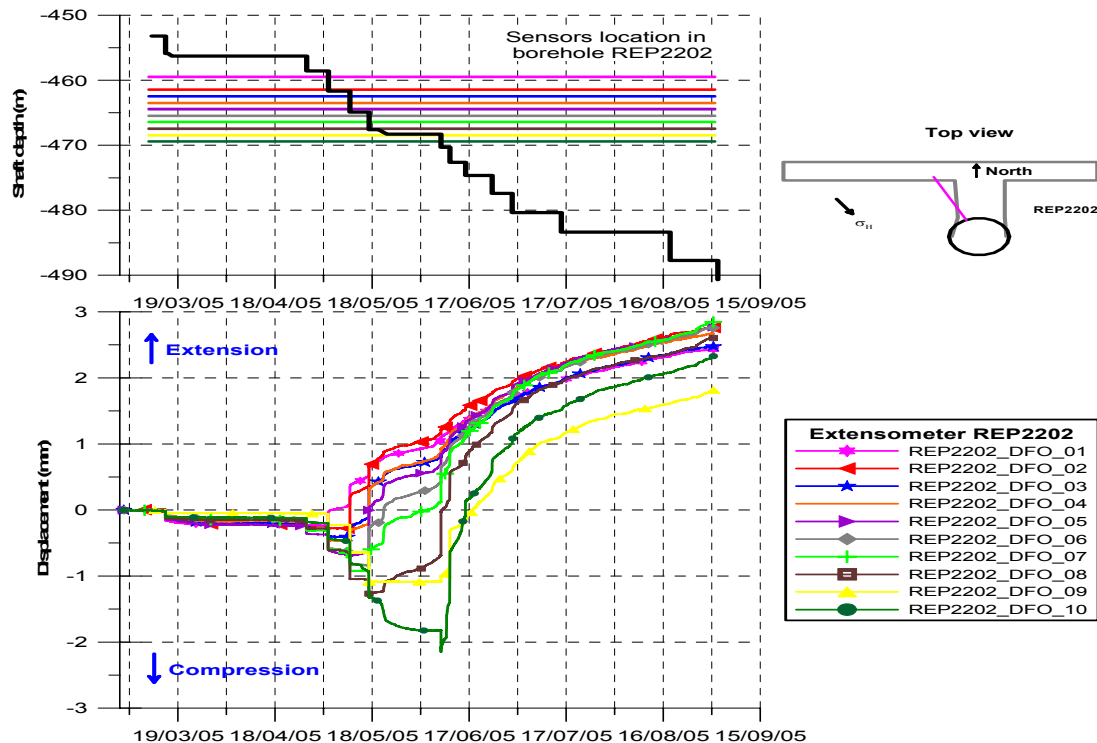 -450
-460
-470
-480
-490
Shaft depth (m)
Sensors location in
borehole REP2202
19/03/05 18/04/05 18/05/05 17/06/05 17/07/05 16/08/05 15/09/05
Top view
North
REP2202
σH
3
2
1
0
-1
-2
-3
Displacement (mm)
Extension
Compression
19/03/05 18/04/05 18/05/05 17/06/05 17/07/05 16/08/05 15/09/05
Extensometer REP2202
REP2202_DFO_01
REP2202_DFO_02
REP2202_DFO_03
REP2202_DFO_04
REP2202_DFO_05
REP2202_DFO_06
REP2202_DFO_07
REP2202_DFO_08
REP2202_DFO_09
REP2202_DFO_10